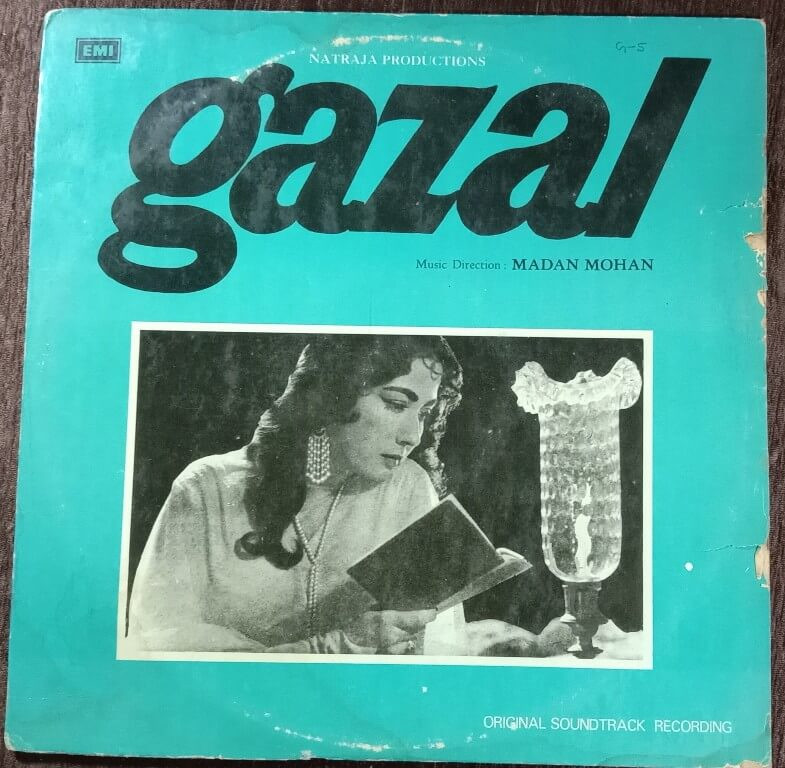 EMI
G-5
NATRAJA PRODUCTIONS
gazal
Music Direction : MADAN MOHAN
ORIGINAL SOUNDTRACK RECORDING